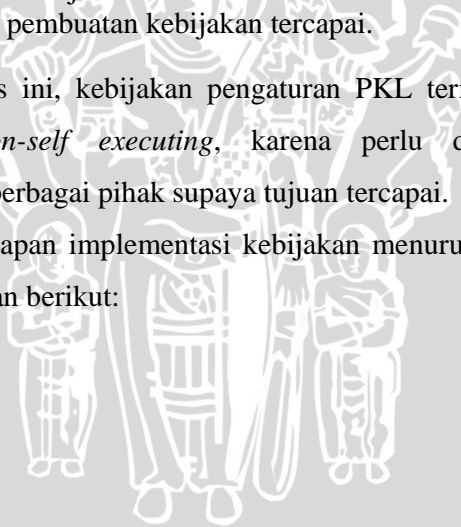 pembuatan kebijakan tercapai.
s ini, kebijakan pengaturan PKL ter
n-self executing, karena perlu d
berbagai pihak supaya tujuan tercapai.
apan implementasi kebijakan menuru
an berikut: